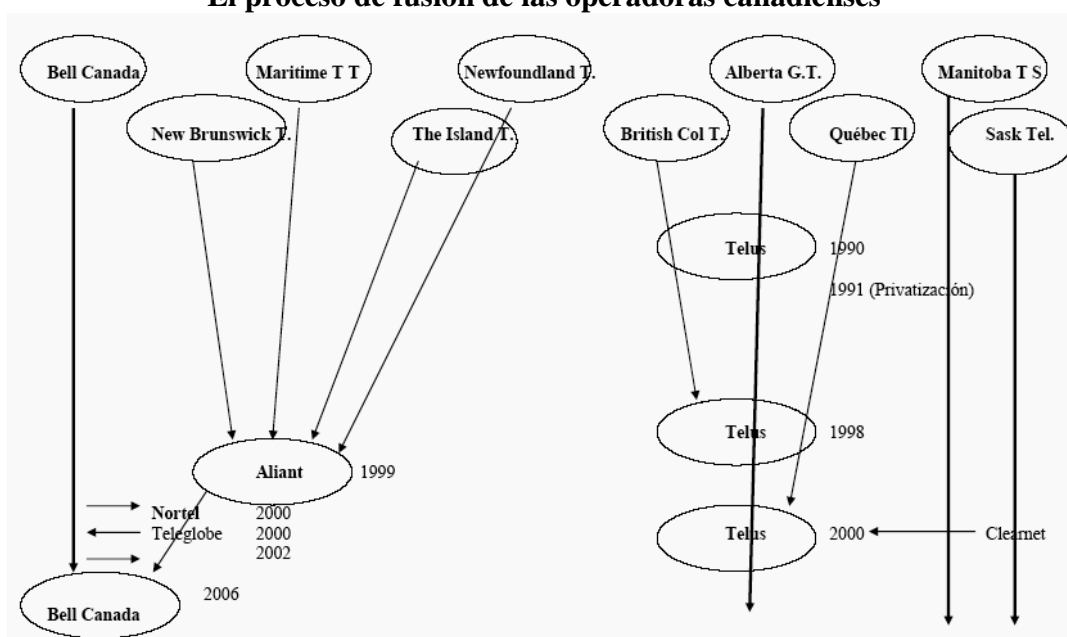 El proceso de fusión de las operadoras canadienses
Bell Canada
Maritime T T
Newfoundland T.
Alberta G.T.
Manitoba T S
New Brunswick T.
The Island T.
British Col T.
Québec Tl
Sask Tel.
Telus
1990
1991 (Privatización)
Telus
1998
Aliant
1999
Nortel
2000
Teleglobe
2000
2002
Telus
2000
Clearnet
2006
Bell Canada